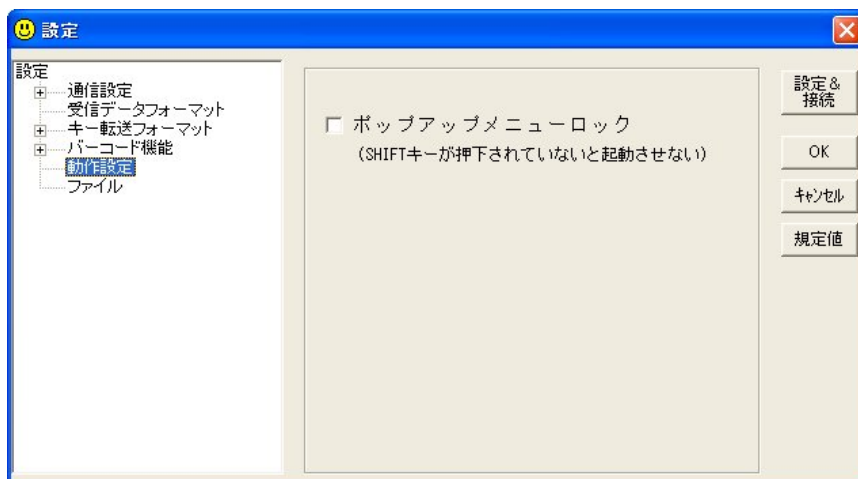 設定
設定
通信設定
受信データフォーマット
キー転送フォーマット
バーコード機能
動作設定
ファイル
ポップアップメニューロック
(SHIFTキーが押下されていないと起動させない)
設定&
接続
OK
キャンセル
規定値